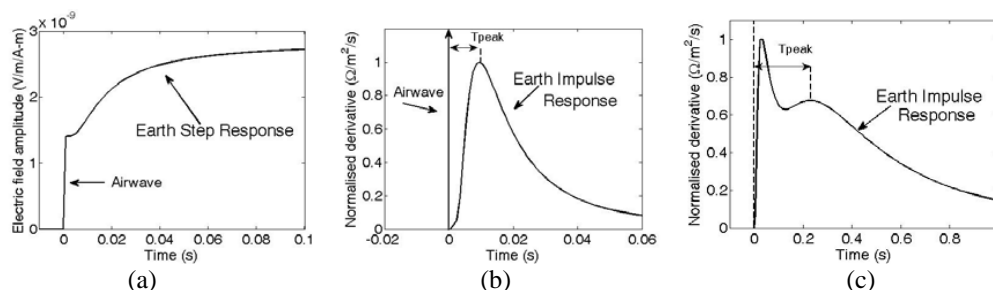 3 × 10⁻⁹
Electric field amplitude (V/m/A-m)
2
1
0
Earth Step Response
Airwave
0 0.02 0.04 0.06 0.08 0.1
Time (s)
(a)
Normalised derivative (Ω/m²/s)
1
0.8
0.6
0.4
0.2
0
Tpeak
Airwave
Earth Impulse
Response
-0.02 0 0.02 0.04 0.06
Time (s)
(b)
Normalised derivative (Ω/m²/s)
1
0.8
0.6
0.4
0.2
0
Tpeak
Earth Impulse
Response
0 0.2 0.4 0.6 0.8
Time (s)
(c)